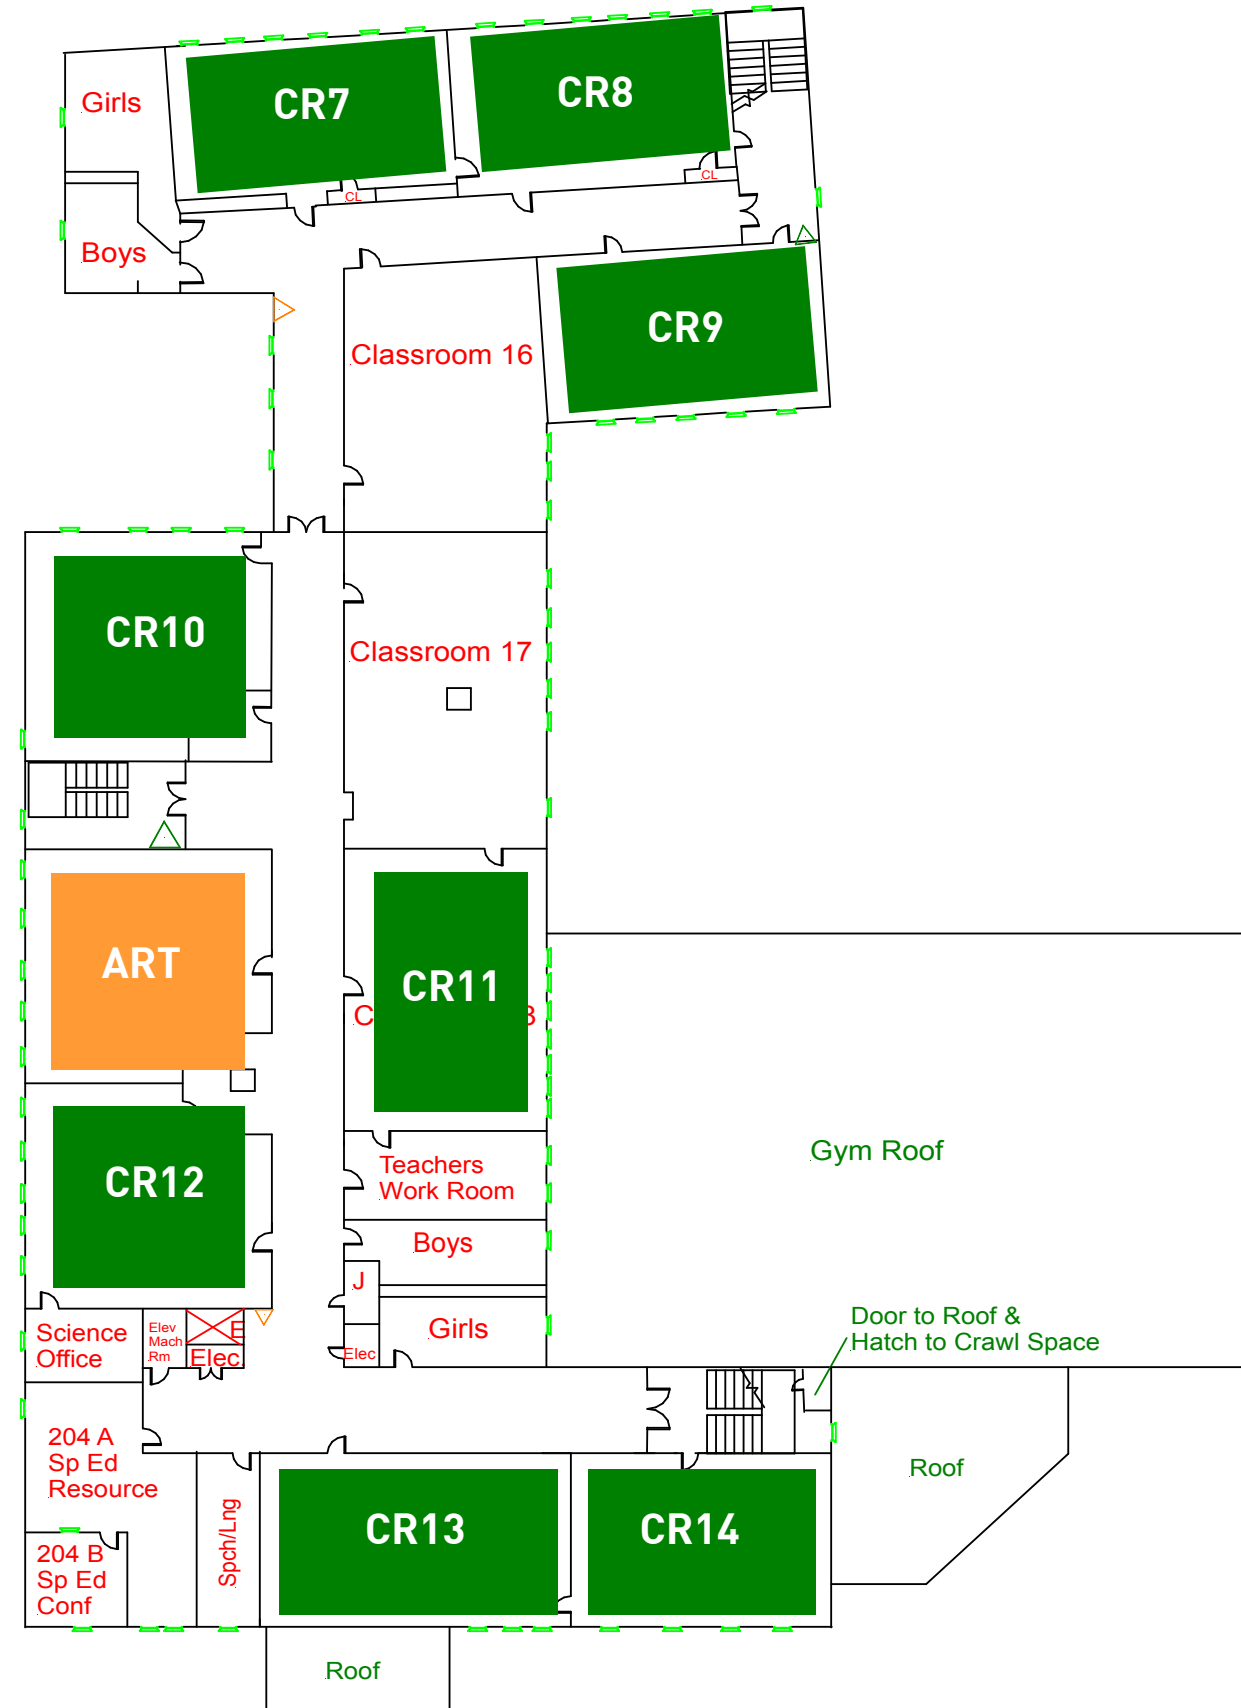 Girls
CR7
CR8
CL
CL
Boys
Classroom 16
CR9
CR10
Classroom 17
ART
CR11
C
Gym Roof
Teachers
Work Room
CR12
Boys
J
Girls
Elec
Science
Office
Elev
Mach
Rm
E
Elec.
Door to Roof &
Hatch to Crawl Space
204 A
Sp Ed
Resource
Roof
204 B
Sp Ed
Conf
Spch/Lng
CR13
CR14
Roof